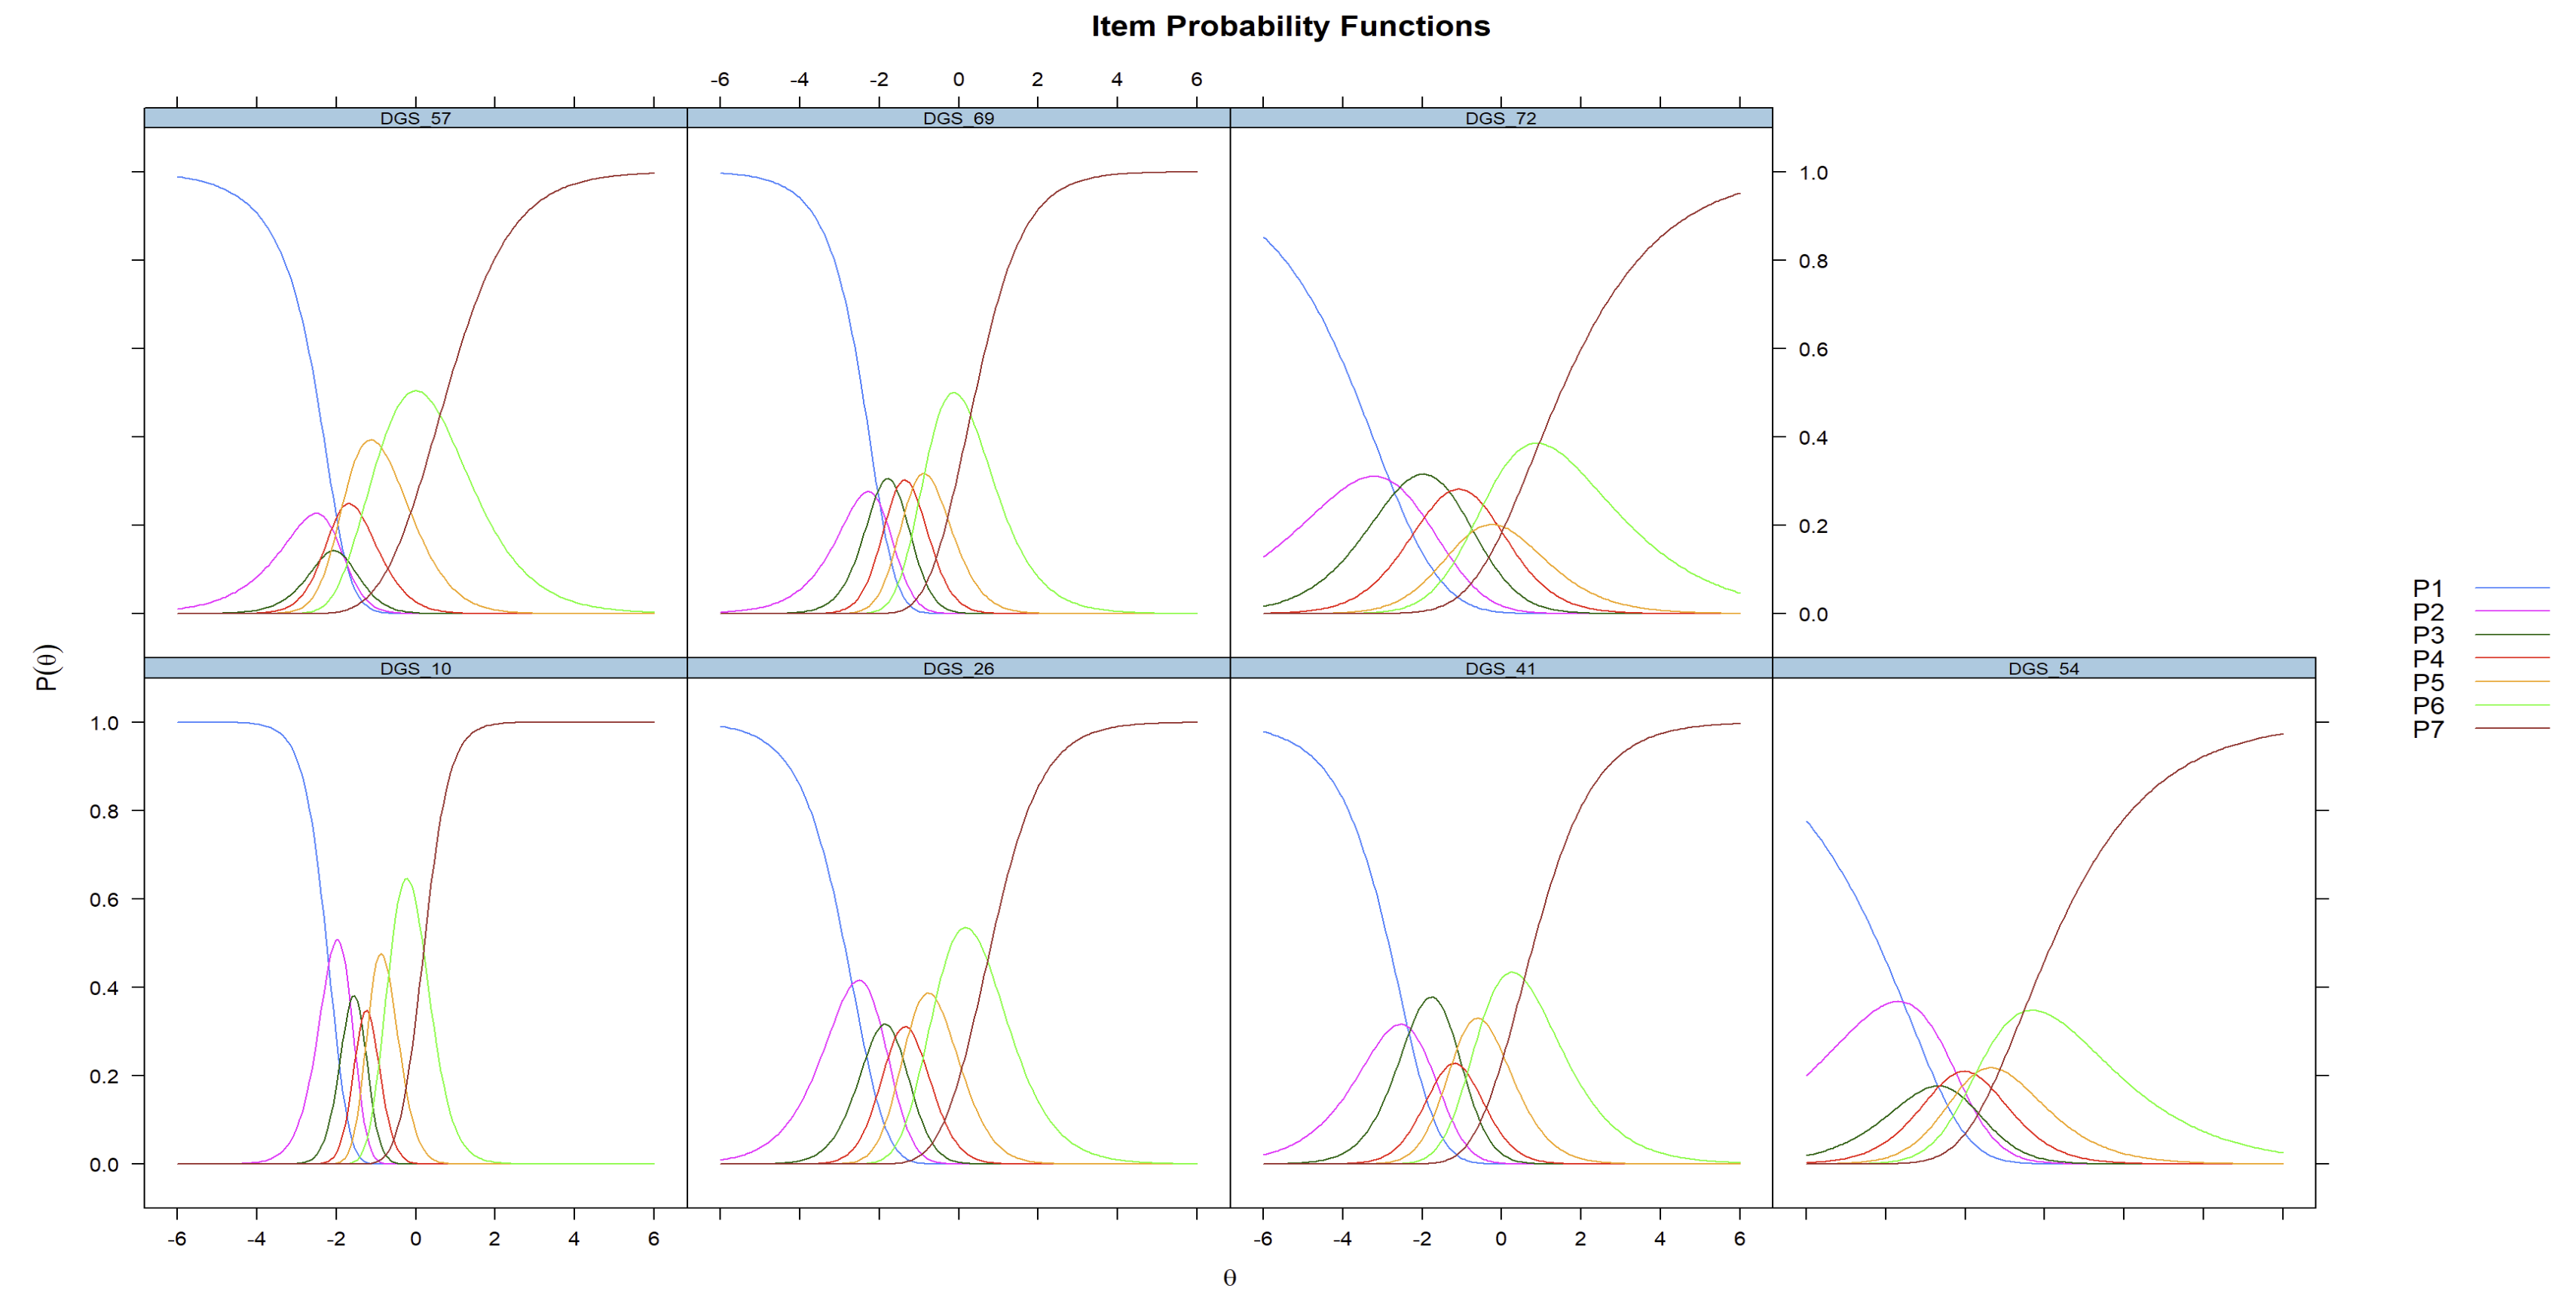 Item Probability Functions
-6 -4 -2 0 2 4 6
DGS_57 DGS_69 DGS_72
1.0
0.8
0.6
0.4
0.2
0.0
P(θ)
DGS_10 DGS_26 DGS_41 DGS_54
1.0
0.8
0.6
0.4
0.2
0.0
-6 -4 -2 0 2 4 6 -6 -4 -2 0 2 4 6
θ
P1
P2
P3
P4
P5
P6
P7